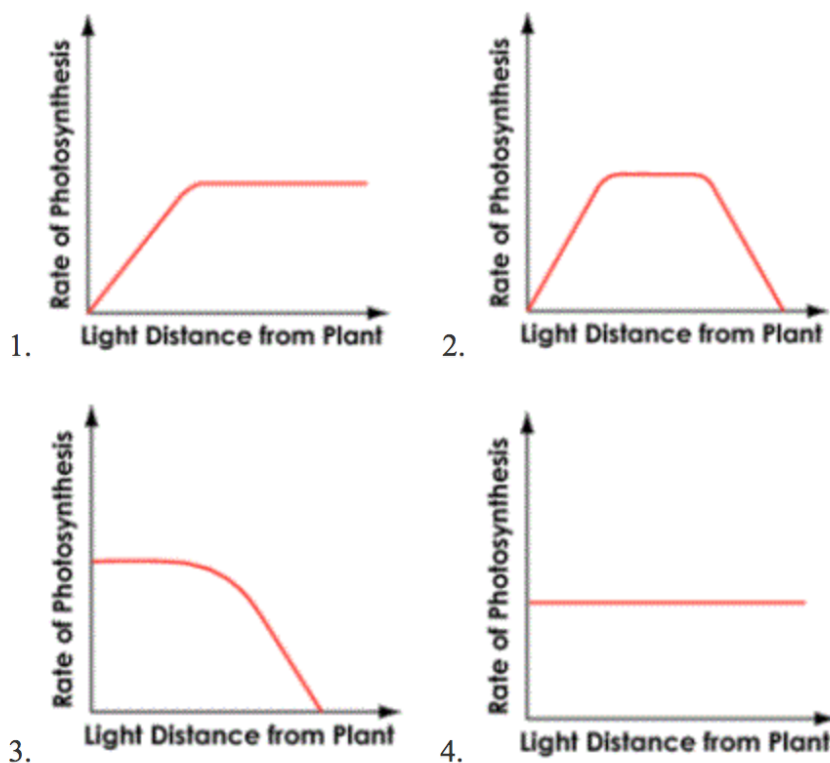 Rate of Photosynthesis
Light Distance from Plant
1.
Rate of Photosynthesis
Light Distance from Plant
2.
Rate of Photosynthesis
Light Distance from Plant
3.
Rate of Photosynthesis
Light Distance from Plant
4.